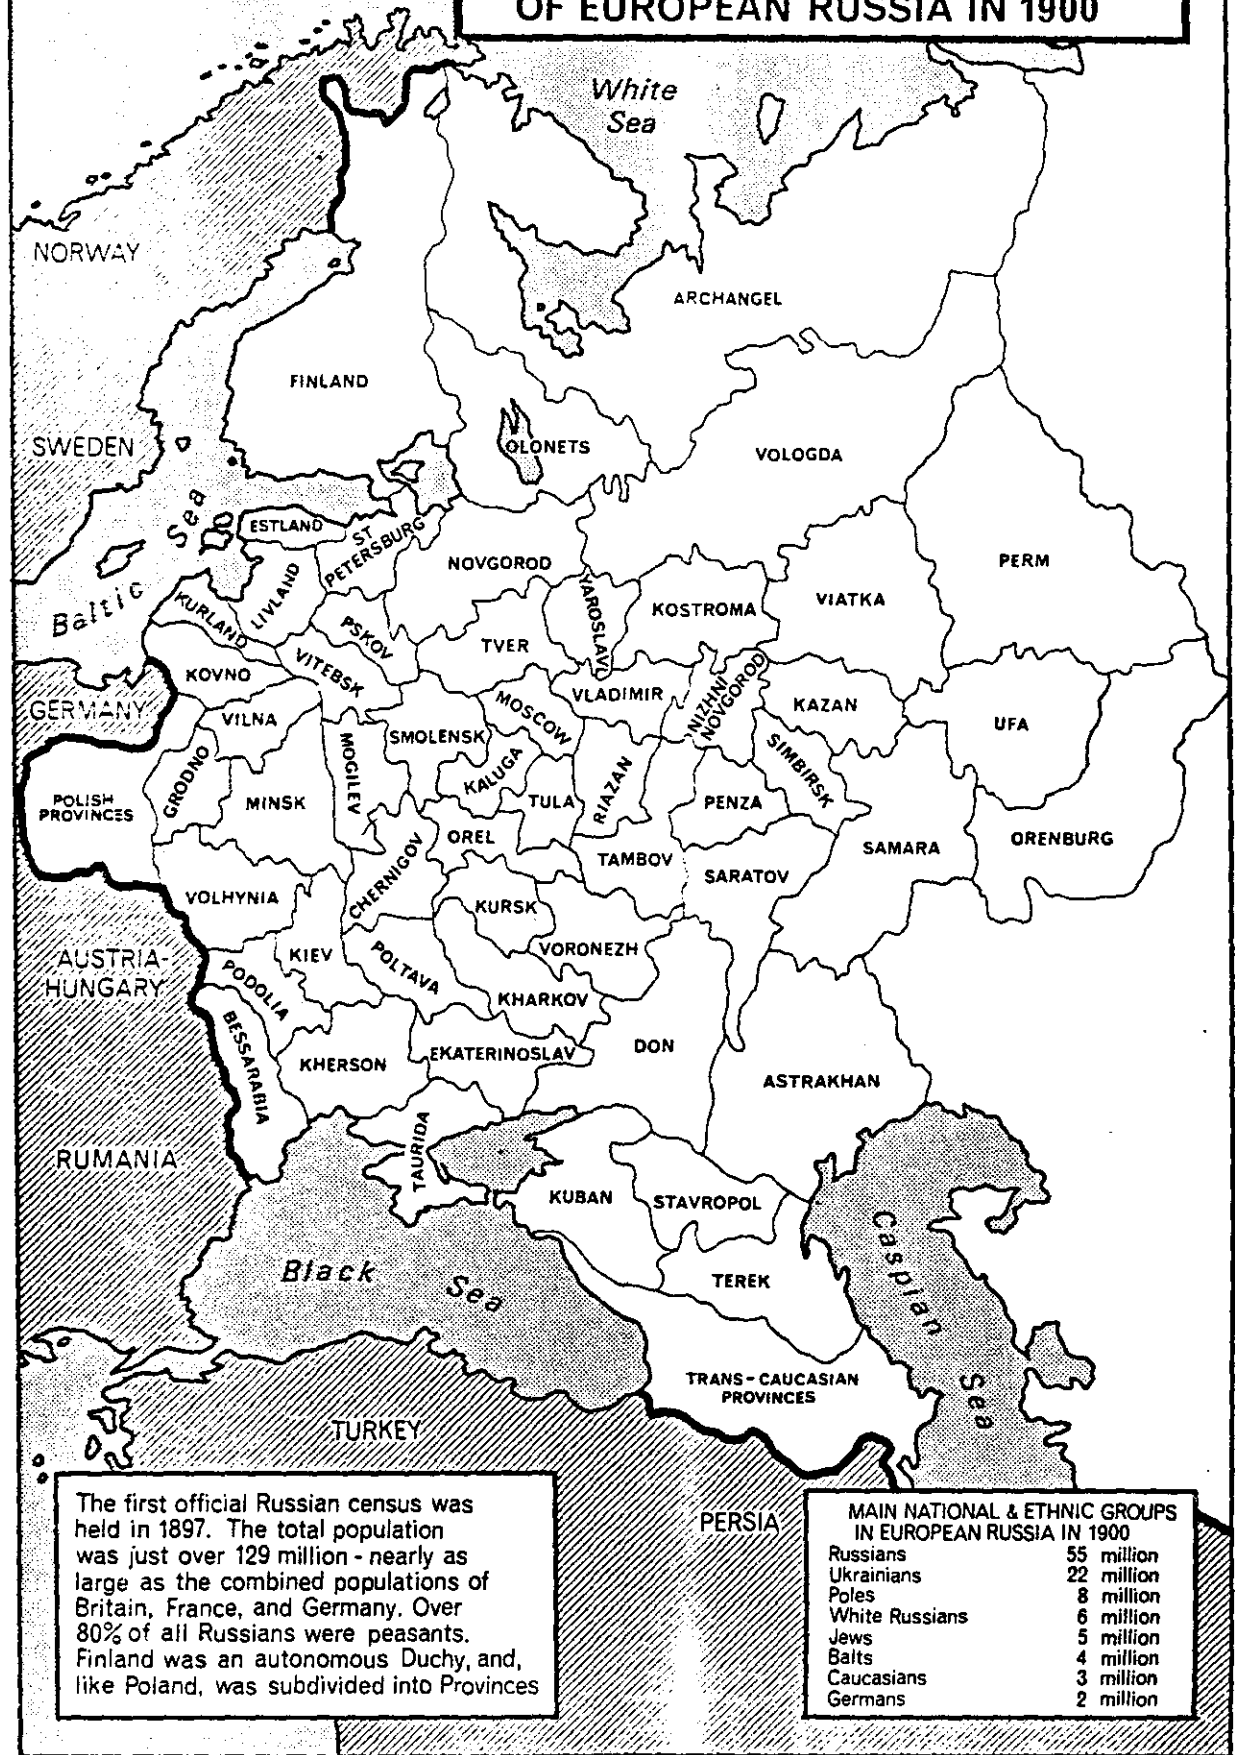 OF EUROPEAN RUSSIA IN 1900
White
Sea
NORWAY
ARCHANGEL
FINLAND
SWEDEN
OLONETS
VOLOGDA
Baltic Sea
ESTLAND
ST
PETERSBURG
NOVGOROD
PERM
LIVLAND
YAROSLAVL
KOSTROMA
VIATKA
KURLAND
PSKOV
TVER
KOVNO
VITEBSK
VLADIMIR
NIZHNI
NOVGOROD
KAZAN
GERMANY
VILNA
MOSCOW
SMOLENSK
UFA
MOGILEV
SIMBIRSK
GRODNO
KALUGA
RIAZAN
POLISH
PROVINCES
MINSK
TULA
PENZA
OREL
ORENBURG
SAMARA
TAMBOV
CHERNIGOV
SARATOV
VOLHYNIA
KURSK
AUSTRIA-
HUNGARY
KIEV
VORONEZH
PODOLIA
POLTAVA
KHARKOV
BESSARABIA
KHERSON
EKATERINOSLAV
DON
ASTRAKHAN
RUMANIA
TAURIDA
KUBAN
STAVROPOL
Black Sea
TEREK
Caspian Sea
TRANS-CAUCASIAN
PROVINCES
TURKEY
PERSIA
The first official Russian census was
held in 1897. The total population
was just over 129 million - nearly as
large as the combined populations of
Britain, France, and Germany. Over
80% of all Russians were peasants.
Finland was an autonomous Duchy, and,
like Poland, was subdivided into Provinces
MAIN NATIONAL & ETHNIC GROUPS
IN EUROPEAN RUSSIA IN 1900
Russians 55 million
Ukrainians 22 million
Poles 8 million
White Russians 6 million
Jews 5 million
Balts 4 million
Caucasians 3 million
Germans 2 million